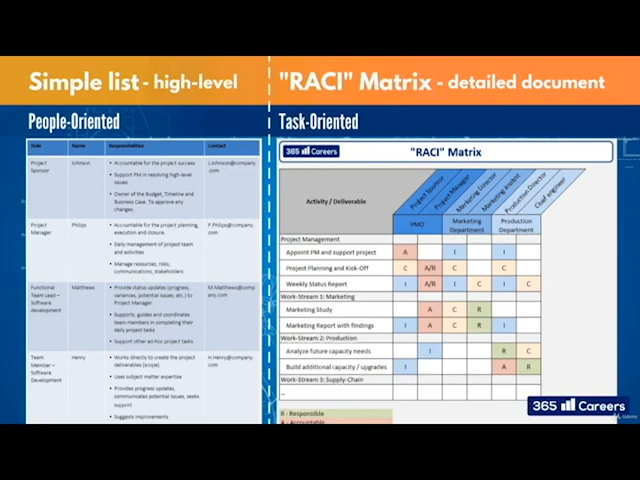 Simple list - high-level
People-Oriented
Role Name Responsibilities Contact
Project Sponsor
Johnson
Accountable for the project success
Support PM in resolving high-level issues
Owner of the Budget, Timeline and Business Case. To approve any changes.
J.Johnson@company.com
Project Manager
Philips
Accountable for the project planning, execution and closure.
Daily management of project team and activities
Manage resources, risks, communications, stakeholders
P.Philips@company.com
Functional Team Lead – Software development
Matthews
Provide status updates (progress, variances, potential issues, etc.) to Project Manager
Supports, guides and coordinates team members in completing their daily project tasks
Support other ad-hoc project tasks
M.Matthews@company.com
Team Member – Software Development
Henry
Works directly to create the project deliverables (scope)
Uses subject matter expertise
Provides progress updates, communicates potential issues, seeks support
Suggests improvements
H.Henry@company.com
"RACI" Matrix - detailed document
Task-Oriented
365 Careers
"RACI" Matrix
Activity / Deliverable
Project Sponsor
Project Manager
Marketing Director
Marketing analyst
Production Director
Chief engineer
PMO
Marketing Department
Production Department
Project Management
Appoint PM and support project A I I
Project Planning and Kick-Off C A/R C C
Weekly Status Report I A/R I C I C
Work-Stream 1: Marketing
Marketing Study A C R
Marketing Report with findings I A C R I
Work-Stream 2: Production
Analyze future capacity needs I R C
Build additional capacity / upgrades I A R
Work-Stream 3: Supply-Chain
...
R - Responsible
A - Accountable
365 Careers
Udemy